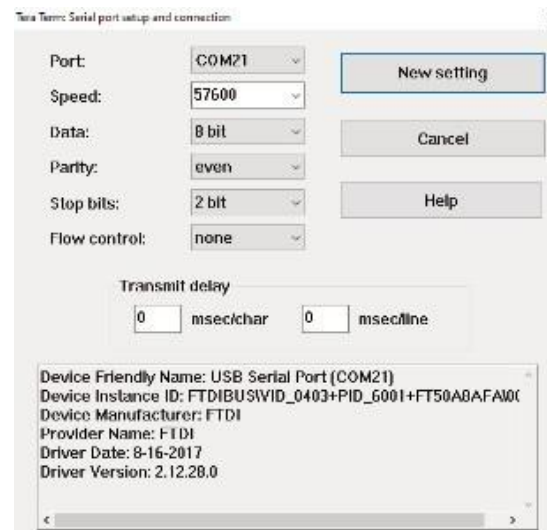 Tera Term: Serial port setup and connection
Port: COM21
New setting
Speed: 57600
Data: 8 bit
Cancel
Parity: even
Stop bits: 2 bit
Help
Flow control: none
Transmit delay
0 msec/char 0 msec/line
Device Friendly Name: USB Serial Port (COM21)
Device Instance ID: FTDIBUS\VID_0403+PID_6001+FT50A8AFA\00
Device Manufacturer: FTDI
Provider Name: FTDI
Driver Date: 8-16-2017
Driver Version: 2.12.28.0